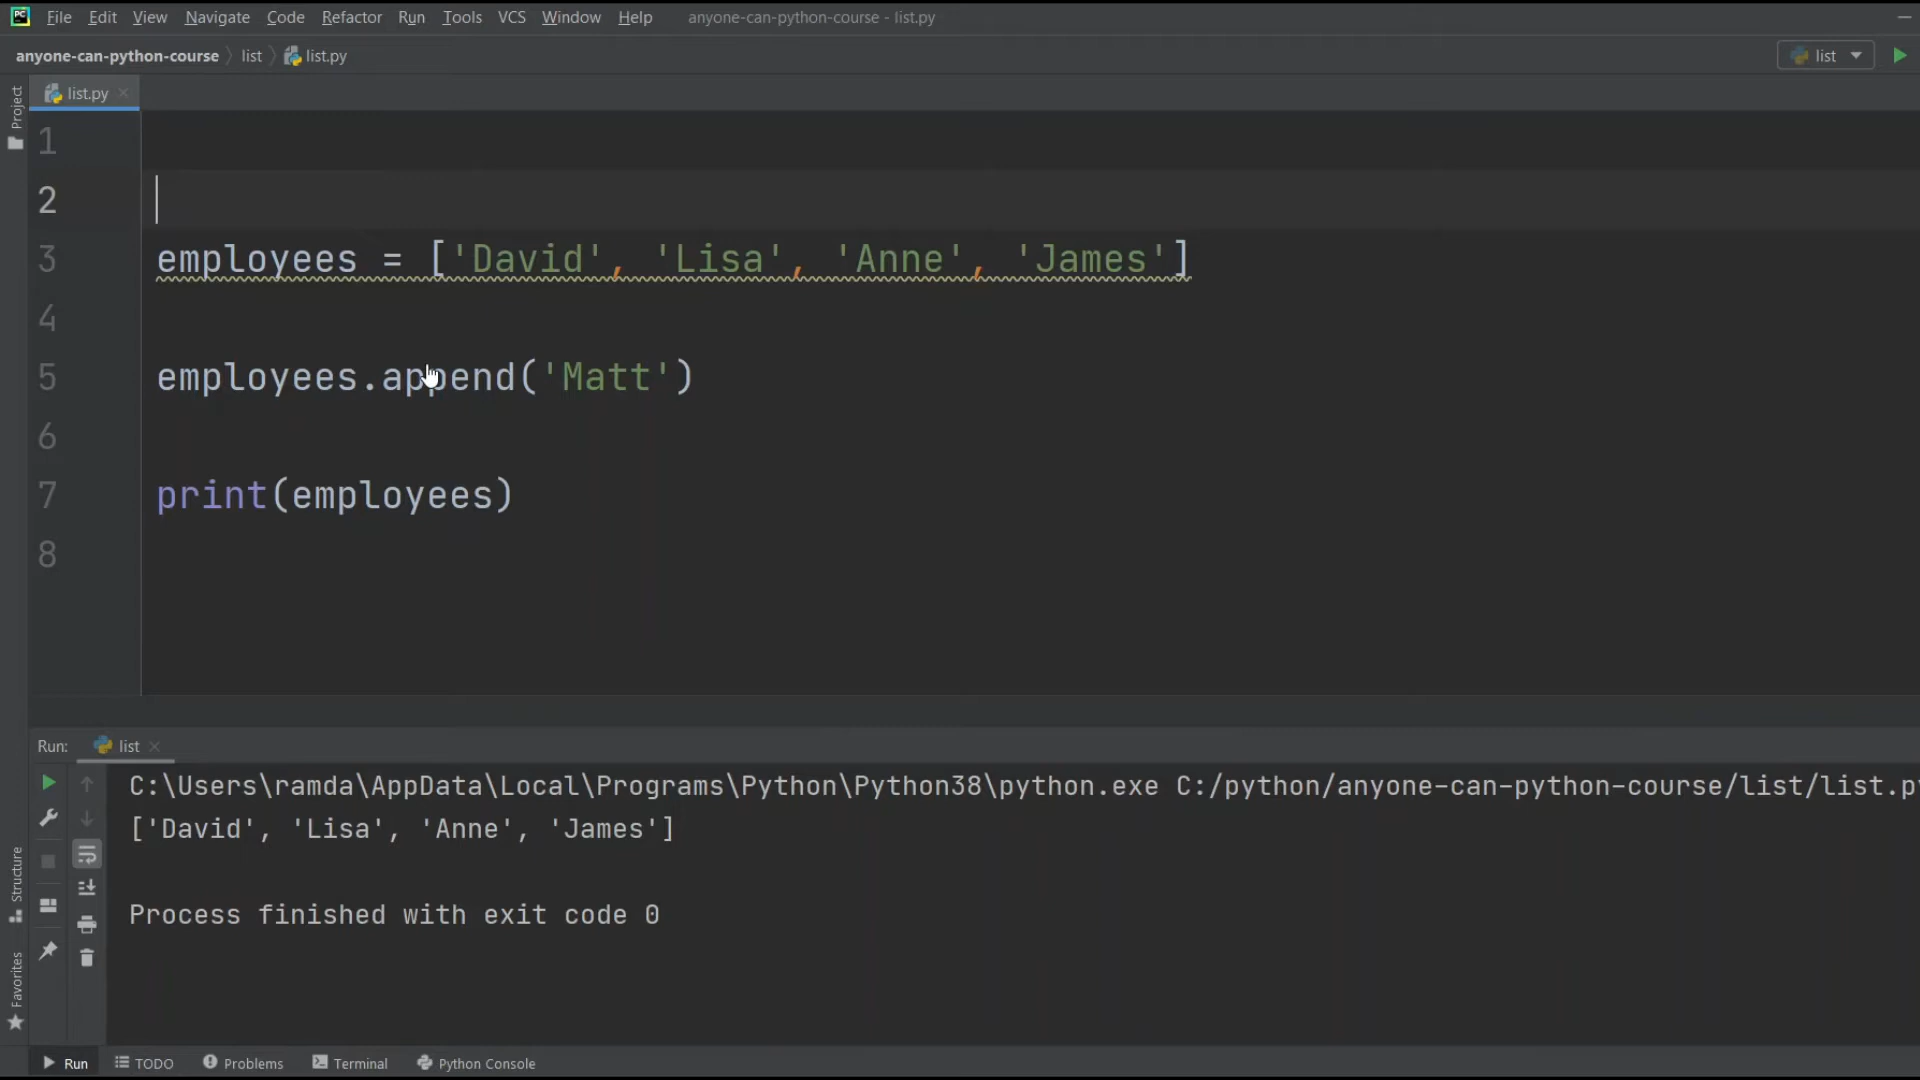 PC File Edit View Navigate Code Refactor Run Tools VCS Window Help anyone-can-python-course - list.py
anyone-can-python-course list list.py list
Project
list.py
1
2
3 employees = ['David', 'Lisa', 'Anne', 'James']
4
5 employees.append('Matt')
6
7 print(employees)
8
Run: list
C:\Users\ramda\AppData\Local\Programs\Python\Python38\python.exe C:/python/anyone-can-python-course/list/list.py
['David', 'Lisa', 'Anne', 'James']
Process finished with exit code 0
Structure
Favorites
Run TODO Problems Terminal Python Console